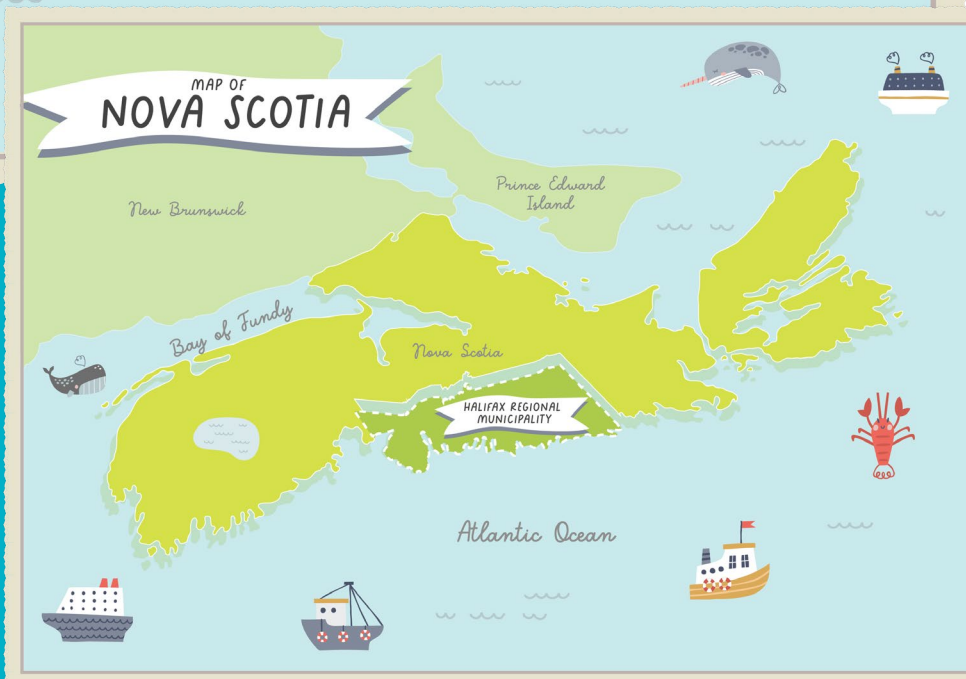 MAP OF
NOVA SCOTIA
Prince Edward
Island
New Brunswick
Bay of Fundy
Nova Scotia
HALIFAX REGIONAL
MUNICIPALITY
Atlantic Ocean